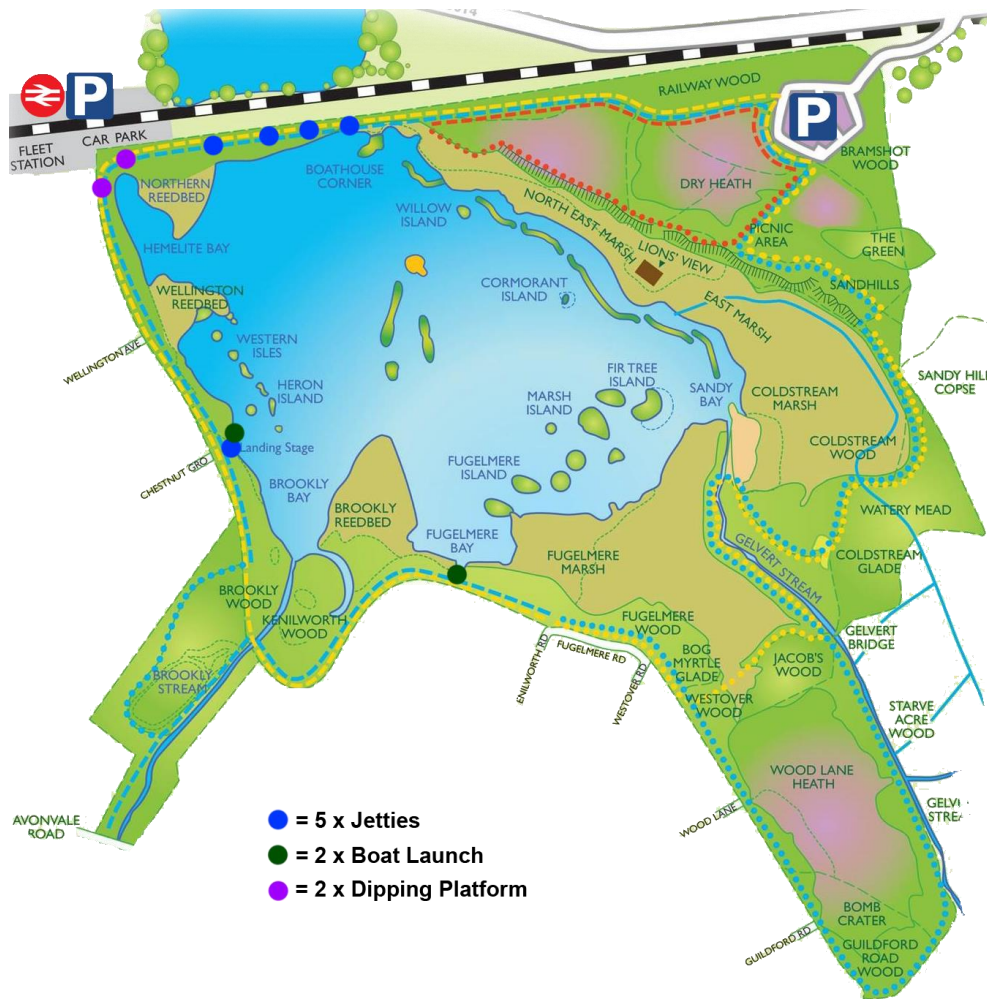 P
CAR PARK
FLEET
STATION
RAILWAY WOOD
P
BRAMSHOT
WOOD
BOATHOUSE
CORNER
NORTHERN
REEDBED
DRY HEATH
WILLOW
ISLAND
NORTH EAST MARSH
PICNIC
AREA
THE
GREEN
HEMELITE BAY
LIONS' VIEW
CORMORANT
ISLAND
SANDHILLS
WELLINGTON
REEDBED
EAST MARSH
WESTERN
ISLES
WELLINGTON AVE
FIR TREE
ISLAND
SANDY
BAY
SANDY HILL
COPSE
HERON
ISLAND
MARSH
ISLAND
COLDSTREAM
MARSH
Landing Stage
COLDSTREAM
WOOD
CHESTNUT GRO
FUGELMERE
ISLAND
BROOKLY
BAY
BROOKLY
REEDBED
WATERY MEAD
FUGELMERE
BAY
GELVERT STREAM
FUGELMERE
MARSH
COLDSTREAM
GLADE
BROOKLY
WOOD
KENILWORTH
WOOD
FUGELMERE
WOOD
GELVERT
BRIDGE
ENILWORTH RD
FUGELMERE RD
BOG
MYRTLE
GLADE
JACOB'S
WOOD
BROOKLY
STREAM
WESTOVER RD
WESTOVER
WOOD
STARVE
ACRE
WOOD
WOOD LANE
HEATH
AVONVALE
ROAD
WOOD LANE
GELV
STREA
= 5 x Jetties
= 2 x Boat Launch
= 2 x Dipping Platform
BOMB
CRATER
GUILDFORD RD
GUILDFORD
ROAD
WOOD